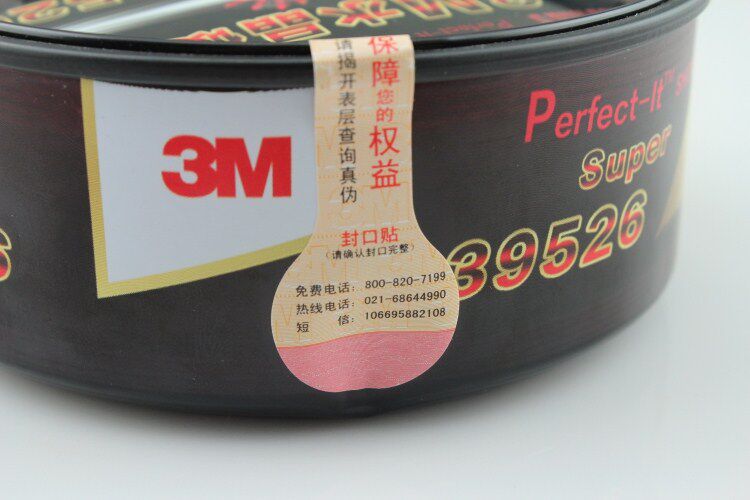 3M
保障您的权益
请揭开表层查询真伪
封口贴
(请确认封口完整)
免费电话: 800-820-7199
热线电话: 021-68644990
短 信: 106695882108
Perfect-It™
Super
39526